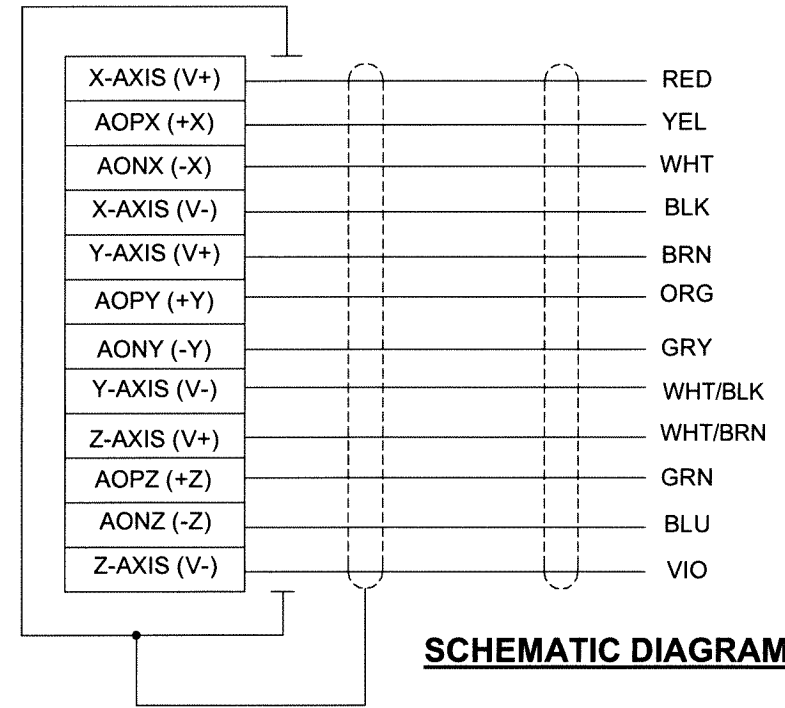 X-AXIS (V+) RED
AOPX (+X) YEL
AONX (-X) WHT
X-AXIS (V-) BLK
Y-AXIS (V+) BRN
AOPY (+Y) ORG
AONY (-Y) GRY
Y-AXIS (V-) WHT/BLK
Z-AXIS (V+) WHT/BRN
AOPZ (+Z) GRN
AONZ (-Z) BLU
Z-AXIS (V-) VIO
SCHEMATIC DIAGRAM